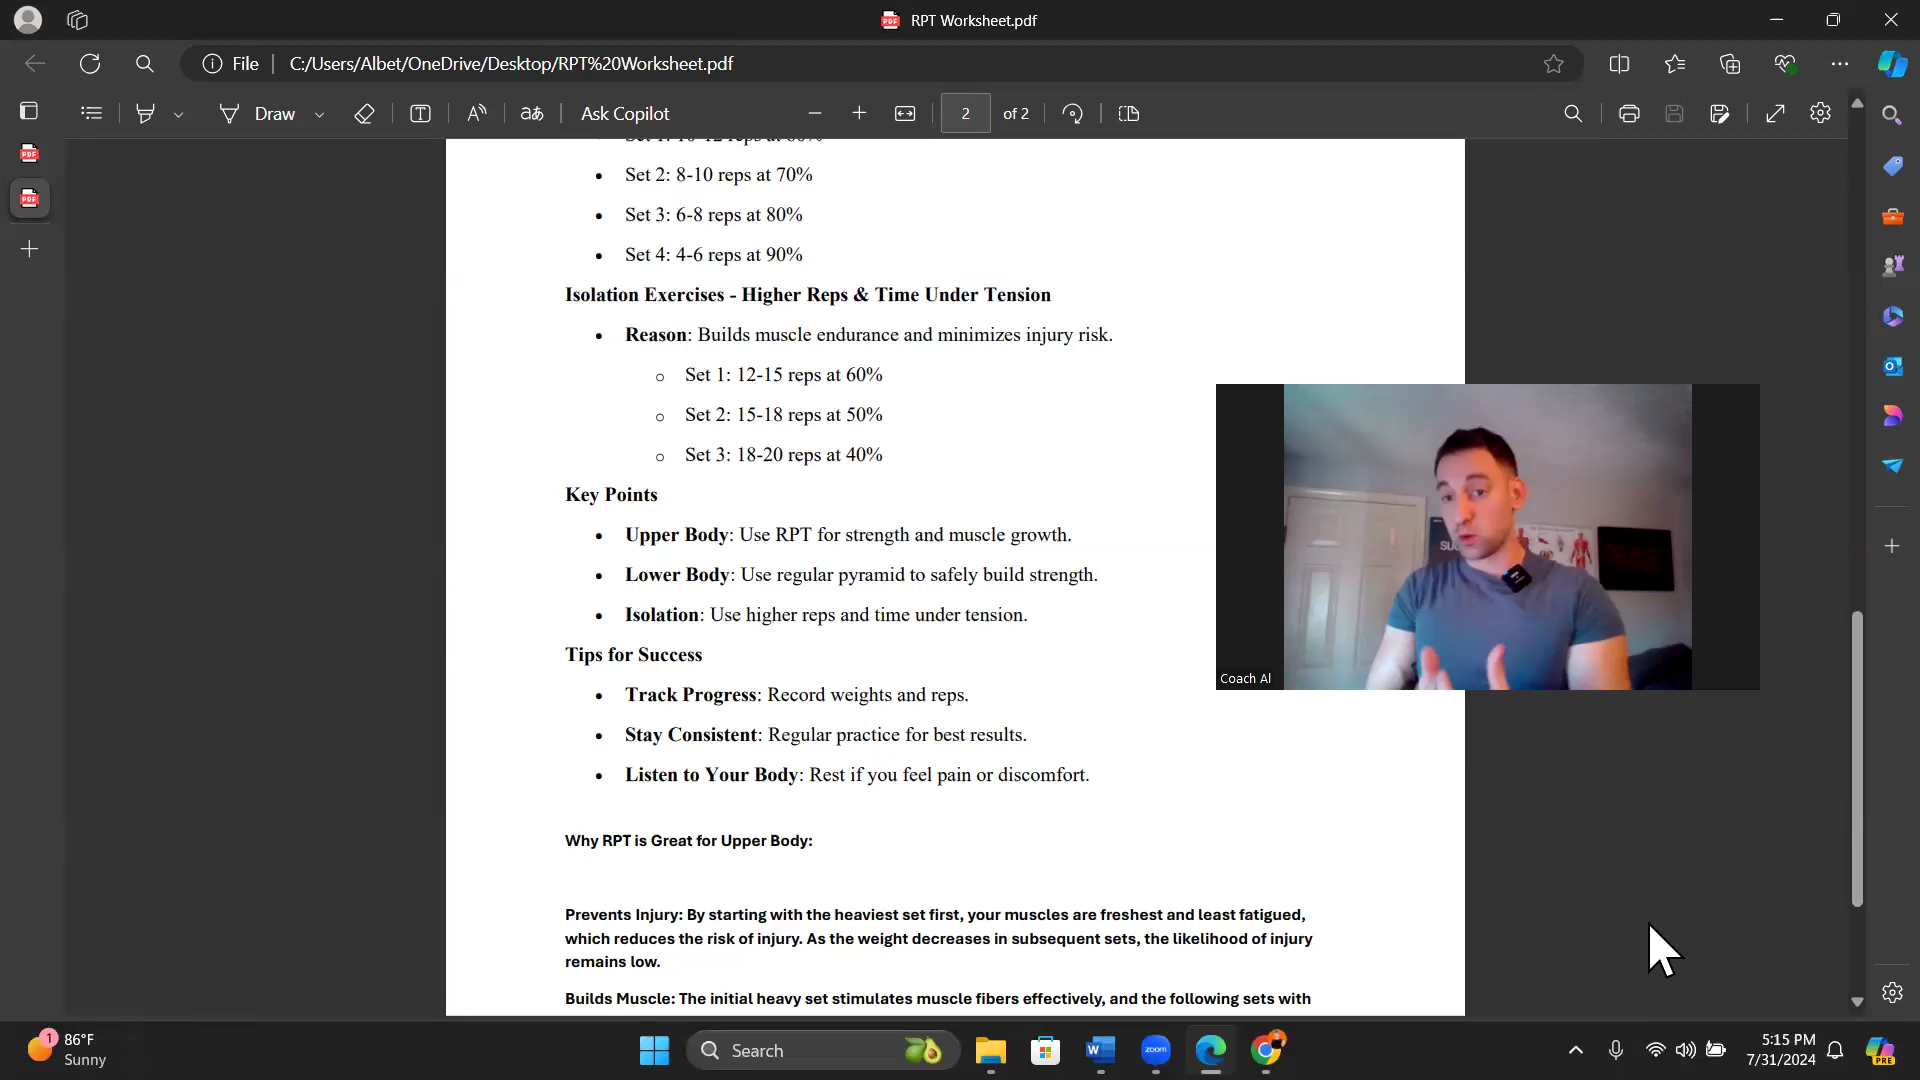 RPT Worksheet.pdf
File
C:/Users/Albet/OneDrive/Desktop/RPT%20Worksheet.pdf
Draw
aあ
Ask Copilot
2
of 2
Set 2: 8-10 reps at 70%
Set 3: 6-8 reps at 80%
Set 4: 4-6 reps at 90%
Isolation Exercises - Higher Reps & Time Under Tension
Reason: Builds muscle endurance and minimizes injury risk.
Set 1: 12-15 reps at 60%
Set 2: 15-18 reps at 50%
Set 3: 18-20 reps at 40%
Key Points
Upper Body: Use RPT for strength and muscle growth.
Lower Body: Use regular pyramid to safely build strength.
Isolation: Use higher reps and time under tension.
Coach Al
Tips for Success
Track Progress: Record weights and reps.
Stay Consistent: Regular practice for best results.
Listen to Your Body: Rest if you feel pain or discomfort.
Why RPT is Great for Upper Body:
Prevents Injury: By starting with the heaviest set first, your muscles are freshest and least fatigued,
which reduces the risk of injury. As the weight decreases in subsequent sets, the likelihood of injury
remains low.
Builds Muscle: The initial heavy set stimulates muscle fibers effectively, and the following sets with
1
86°F
Sunny
Search
zoom
5:15 PM
7/31/2024
PRE